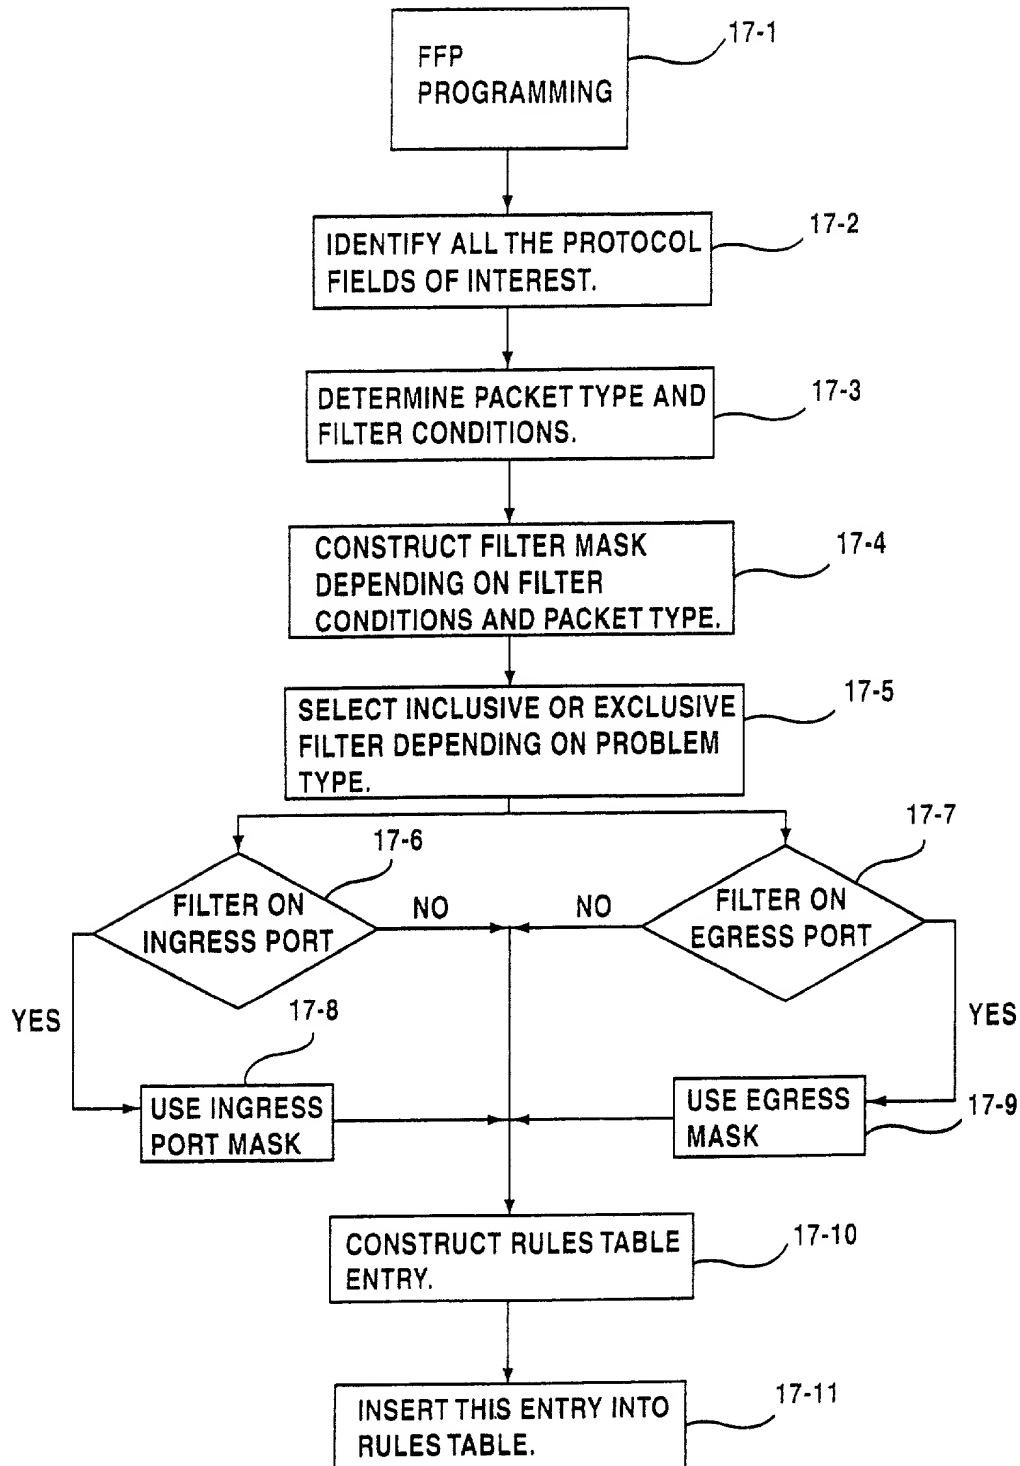 17-1
FFP
PROGRAMMING
17-2
IDENTIFY ALL THE PROTOCOL
FIELDS OF INTEREST.
17-3
DETERMINE PACKET TYPE AND
FILTER CONDITIONS.
17-4
CONSTRUCT FILTER MASK
DEPENDING ON FILTER
CONDITIONS AND PACKET TYPE.
17-5
SELECT INCLUSIVE OR EXCLUSIVE
FILTER DEPENDING ON PROBLEM
TYPE.
17-6
FILTER ON
INGRESS PORT
NO
YES
17-7
FILTER ON
EGRESS PORT
NO
YES
17-8
USE INGRESS
PORT MASK
17-9
USE EGRESS
MASK
17-10
CONSTRUCT RULES TABLE
ENTRY.
17-11
INSERT THIS ENTRY INTO
RULES TABLE.